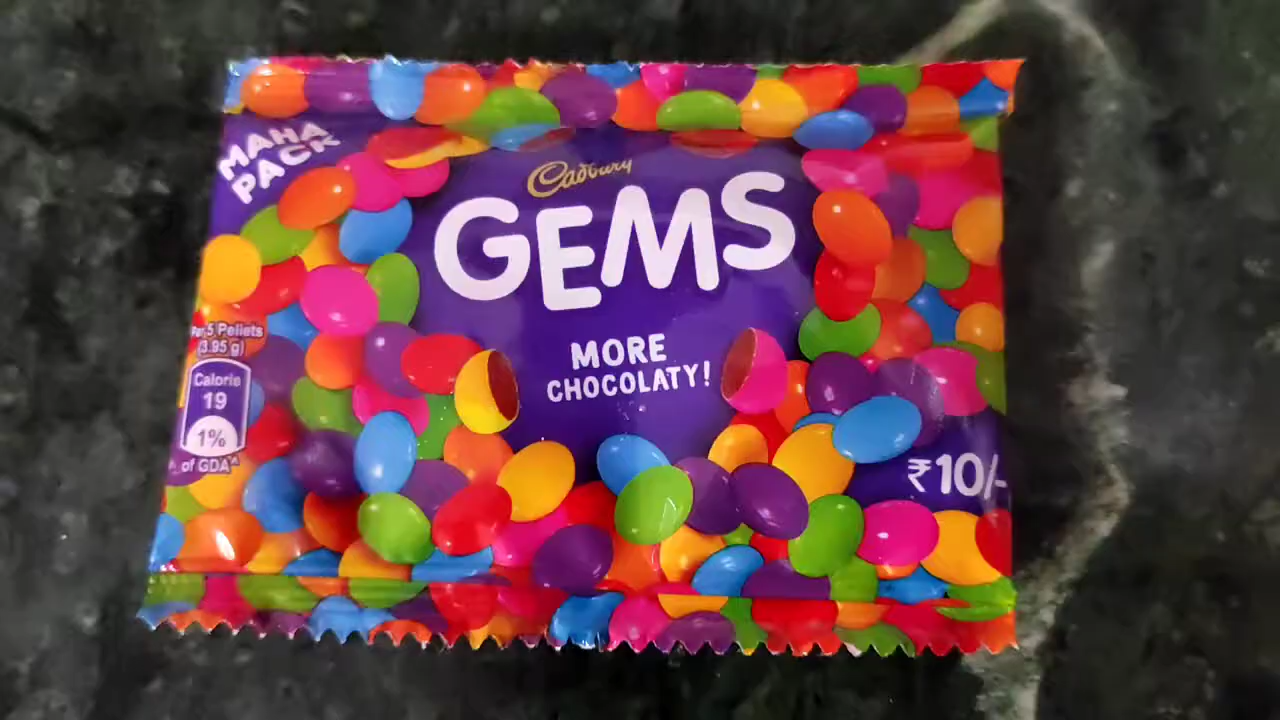 MAHA
PACK
Cadbury
GEMS
MORE
CHOCOLATY!
Per 5 Pellets
(3.95 g)
Calorie
19
1%
of GDA^
₹10/-